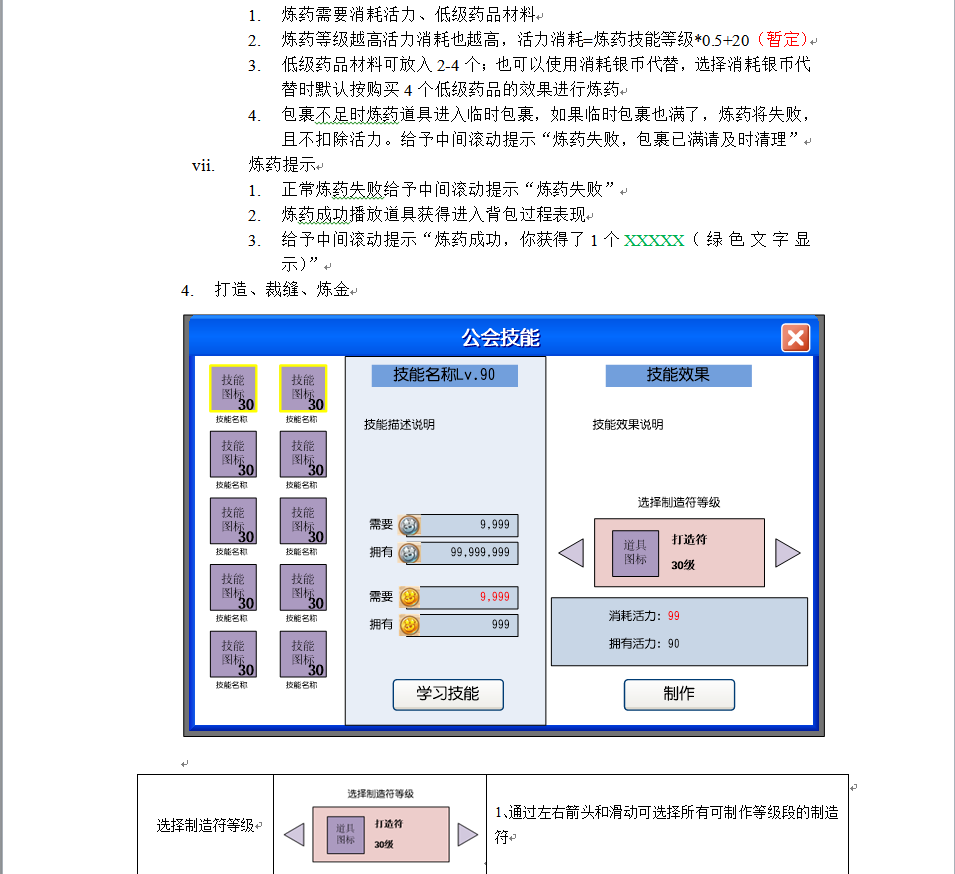 1. 炼药需要消耗活力、低级药品材料
2. 炼药等级越高活力消耗也越高，活力消耗=炼药技能等级*0.5+20（暂定）
3. 低级药品材料可放入 2-4 个；也可以使用消耗银币代替，选择消耗银币代
替时默认按购买 4 个低级药品的效果进行炼药
4. 包裹不足时炼药道具进入临时包裹，如果临时包裹也满了，炼药将失败，
且不扣除活力。给予中间滚动提示“炼药失败，包裹已满请及时清理”
vii. 炼药提示
1. 正常炼药失败给予中间滚动提示“炼药失败”
2. 炼药成功播放道具获得进入背包过程表现
3. 给予中间滚动提示“炼药成功，你获得了 1 个 XXXXX（绿色文字显
示）”
4. 打造、裁缝、炼金
公会技能
技能
图标
30
技能名称
技能
图标
30
技能名称
技能
图标
30
技能名称
技能
图标
30
技能名称
技能
图标
30
技能名称
技能
图标
30
技能名称
技能
图标
30
技能名称
技能
图标
30
技能名称
技能
图标
30
技能名称
技能
图标
30
技能名称
技能名称Lv.90
技能描述说明
需要 9,999
拥有 99,999,999
需要 9,999
拥有 999
学习技能
技能效果
技能效果说明
选择制造符等级
道具
图标
打造符
30级
消耗活力：99
拥有活力：90
制作
选择制造符等级
选择制造符等级
道具
图标
打造符
30级
1、通过左右箭头和滑动可选择所有可制作等级段的制造
符